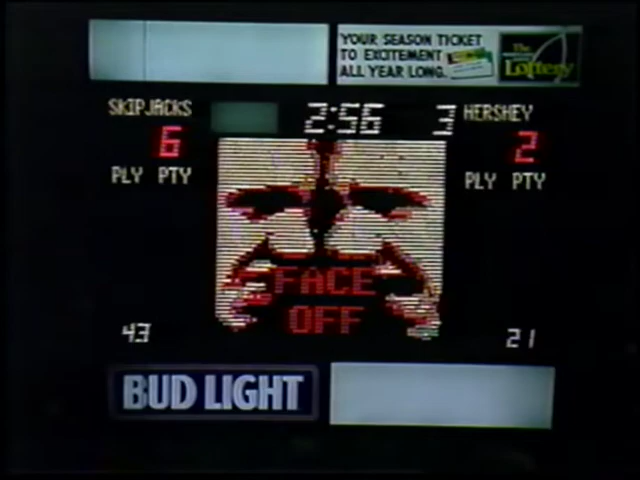 YOUR SEASON TICKET
TO EXCITEMENT
ALL YEAR LONG.
The
Lottery
SKIPJACKS
2:56
3
HERSHEY
6
2
PLY PTY
PLY PTY
FACE
OFF
43
21
BUD LIGHT